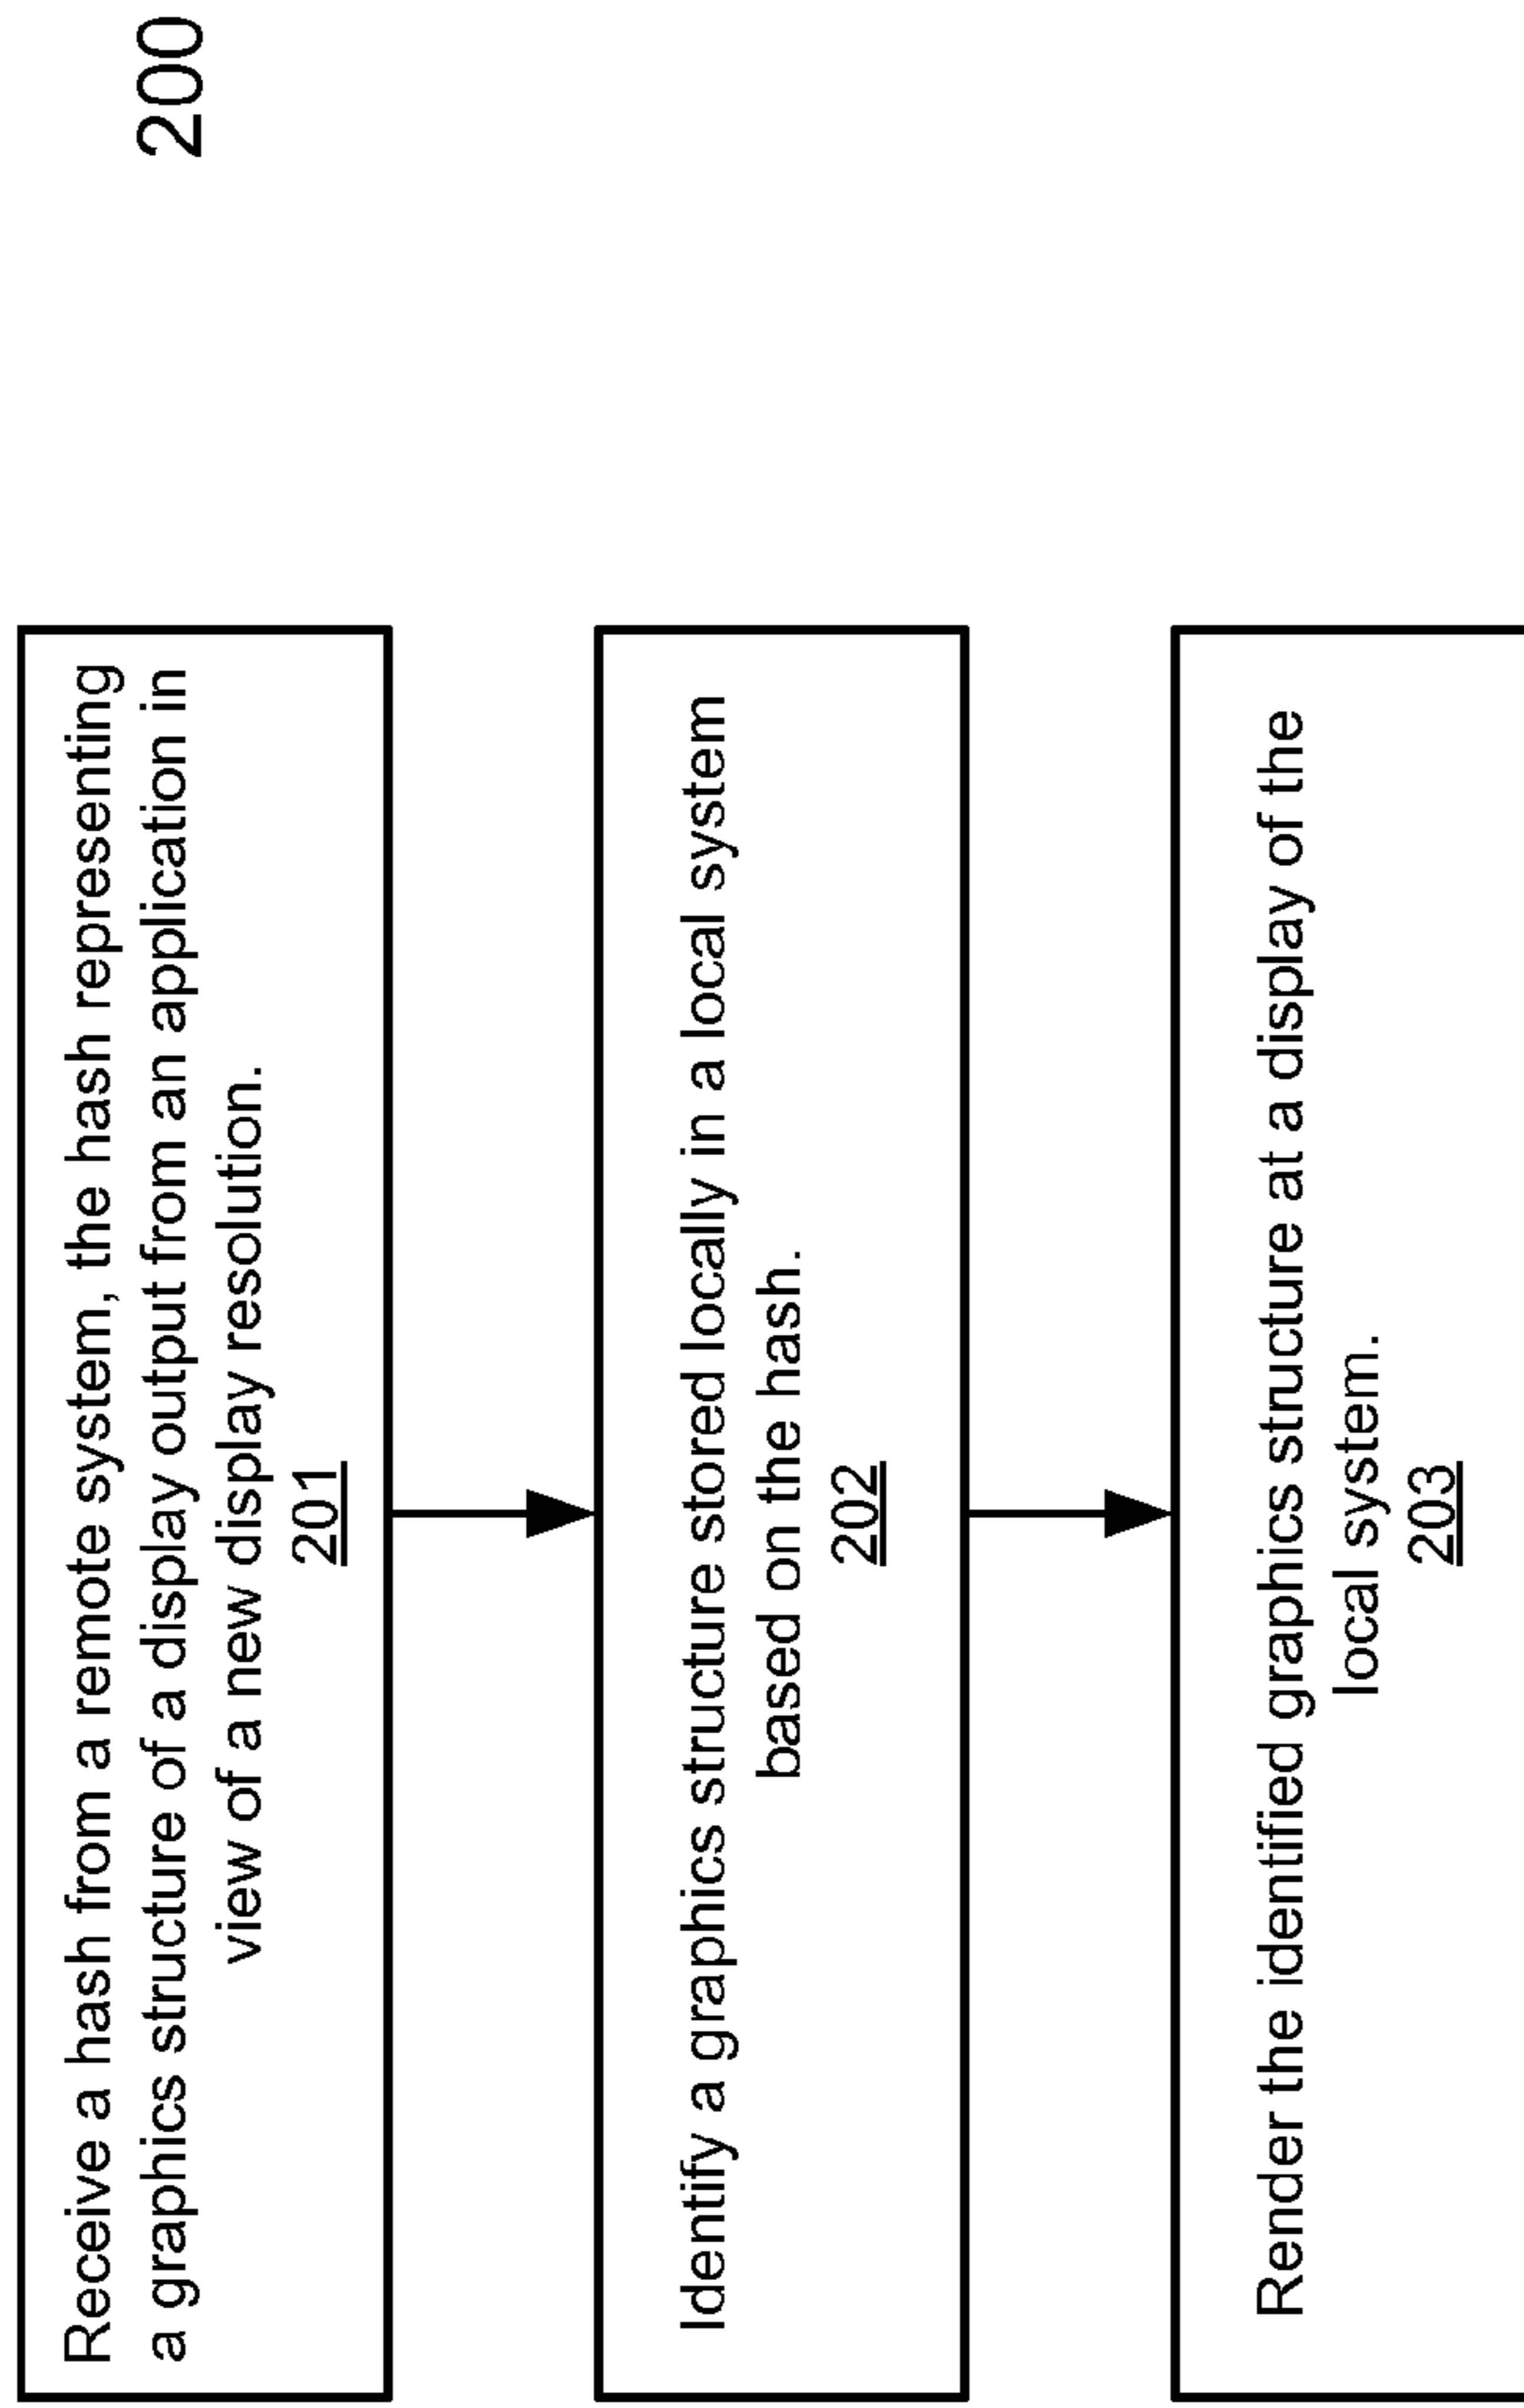 200
Receive a hash from a remote system, the hash representing
a graphics structure of a display output from an application in
view of a new display resolution.
201
Identify a graphics structure stored locally in a local system
based on the hash.
202
Render the identified graphics structure at a display of the
local system.
203